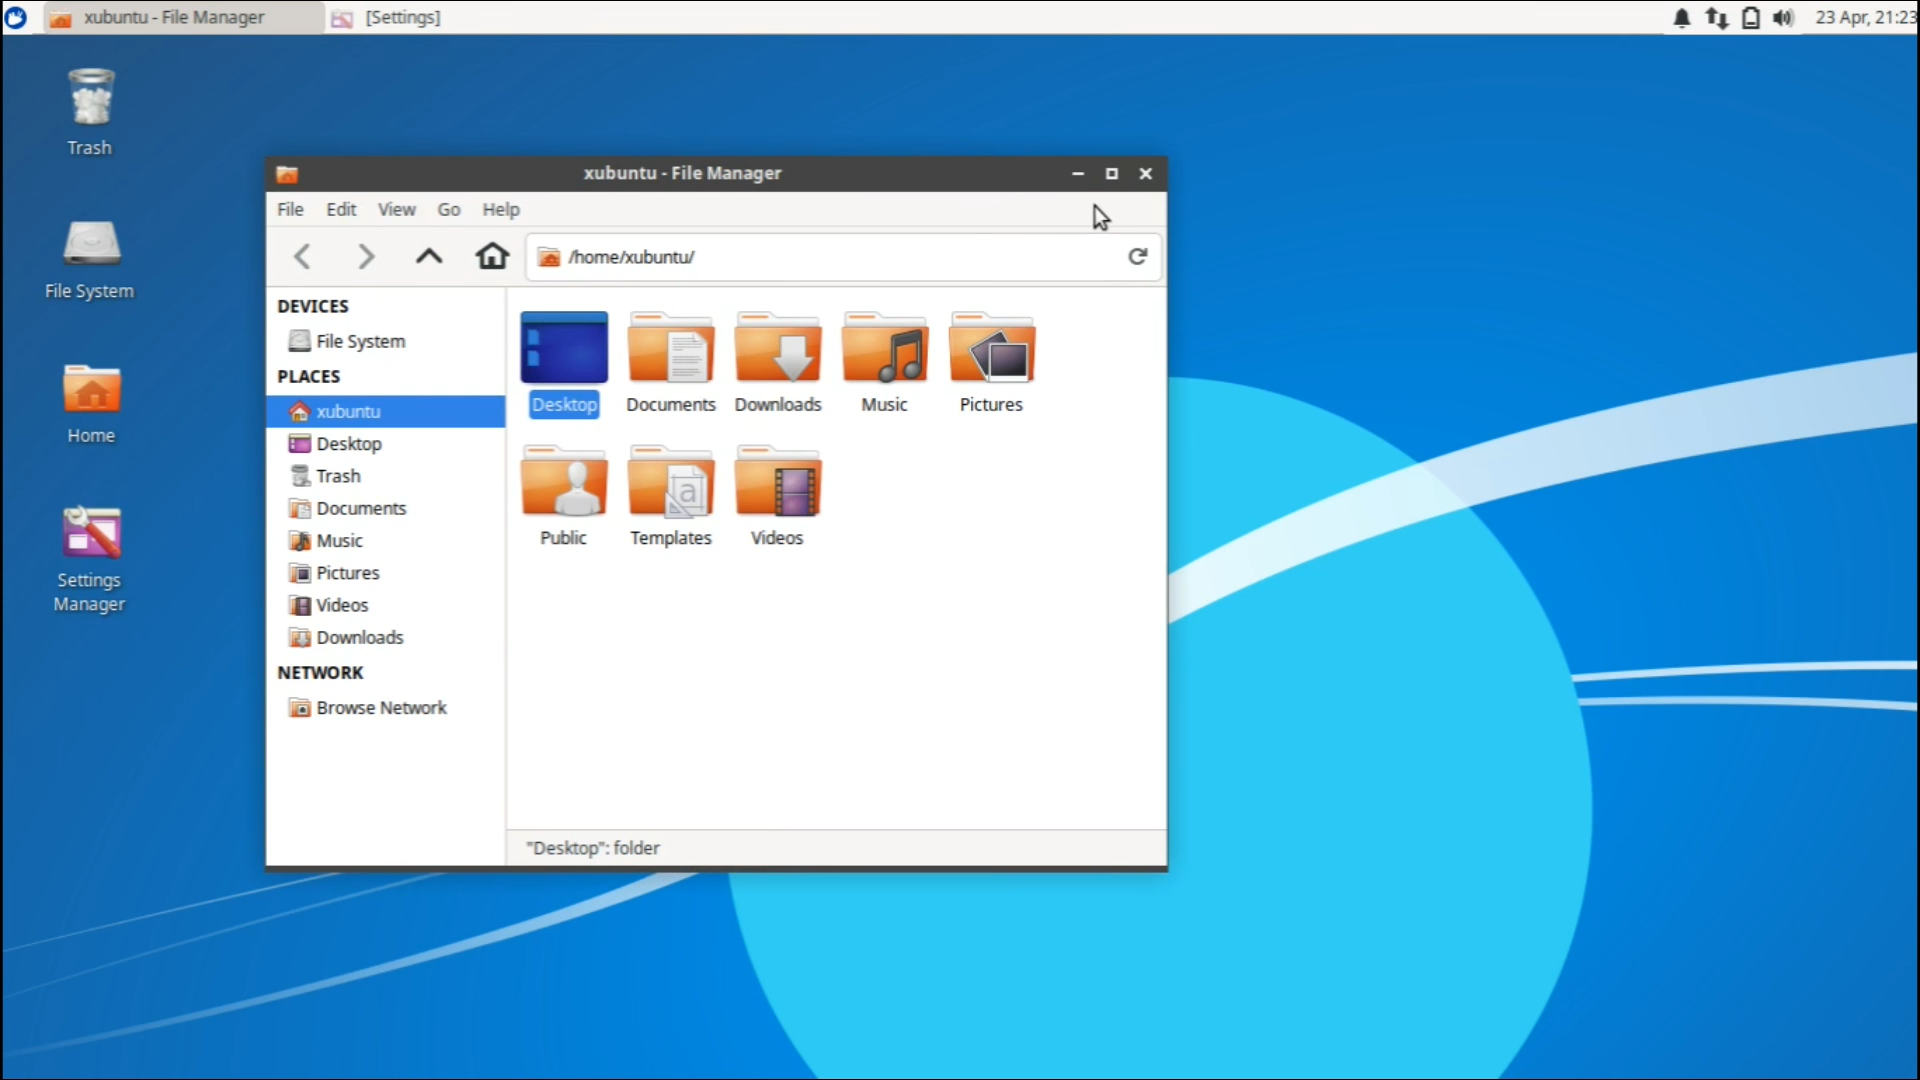 xubuntu - File Manager
[Settings]
23 Apr, 21:23
Trash
File System
Home
Settings
Manager
xubuntu - File Manager
File Edit View Go Help
/home/xubuntu/
DEVICES
File System
PLACES
xubuntu
Desktop
Trash
Documents
Music
Pictures
Videos
Downloads
NETWORK
Browse Network
Desktop Documents Downloads Music Pictures
Public Templates Videos
"Desktop": folder